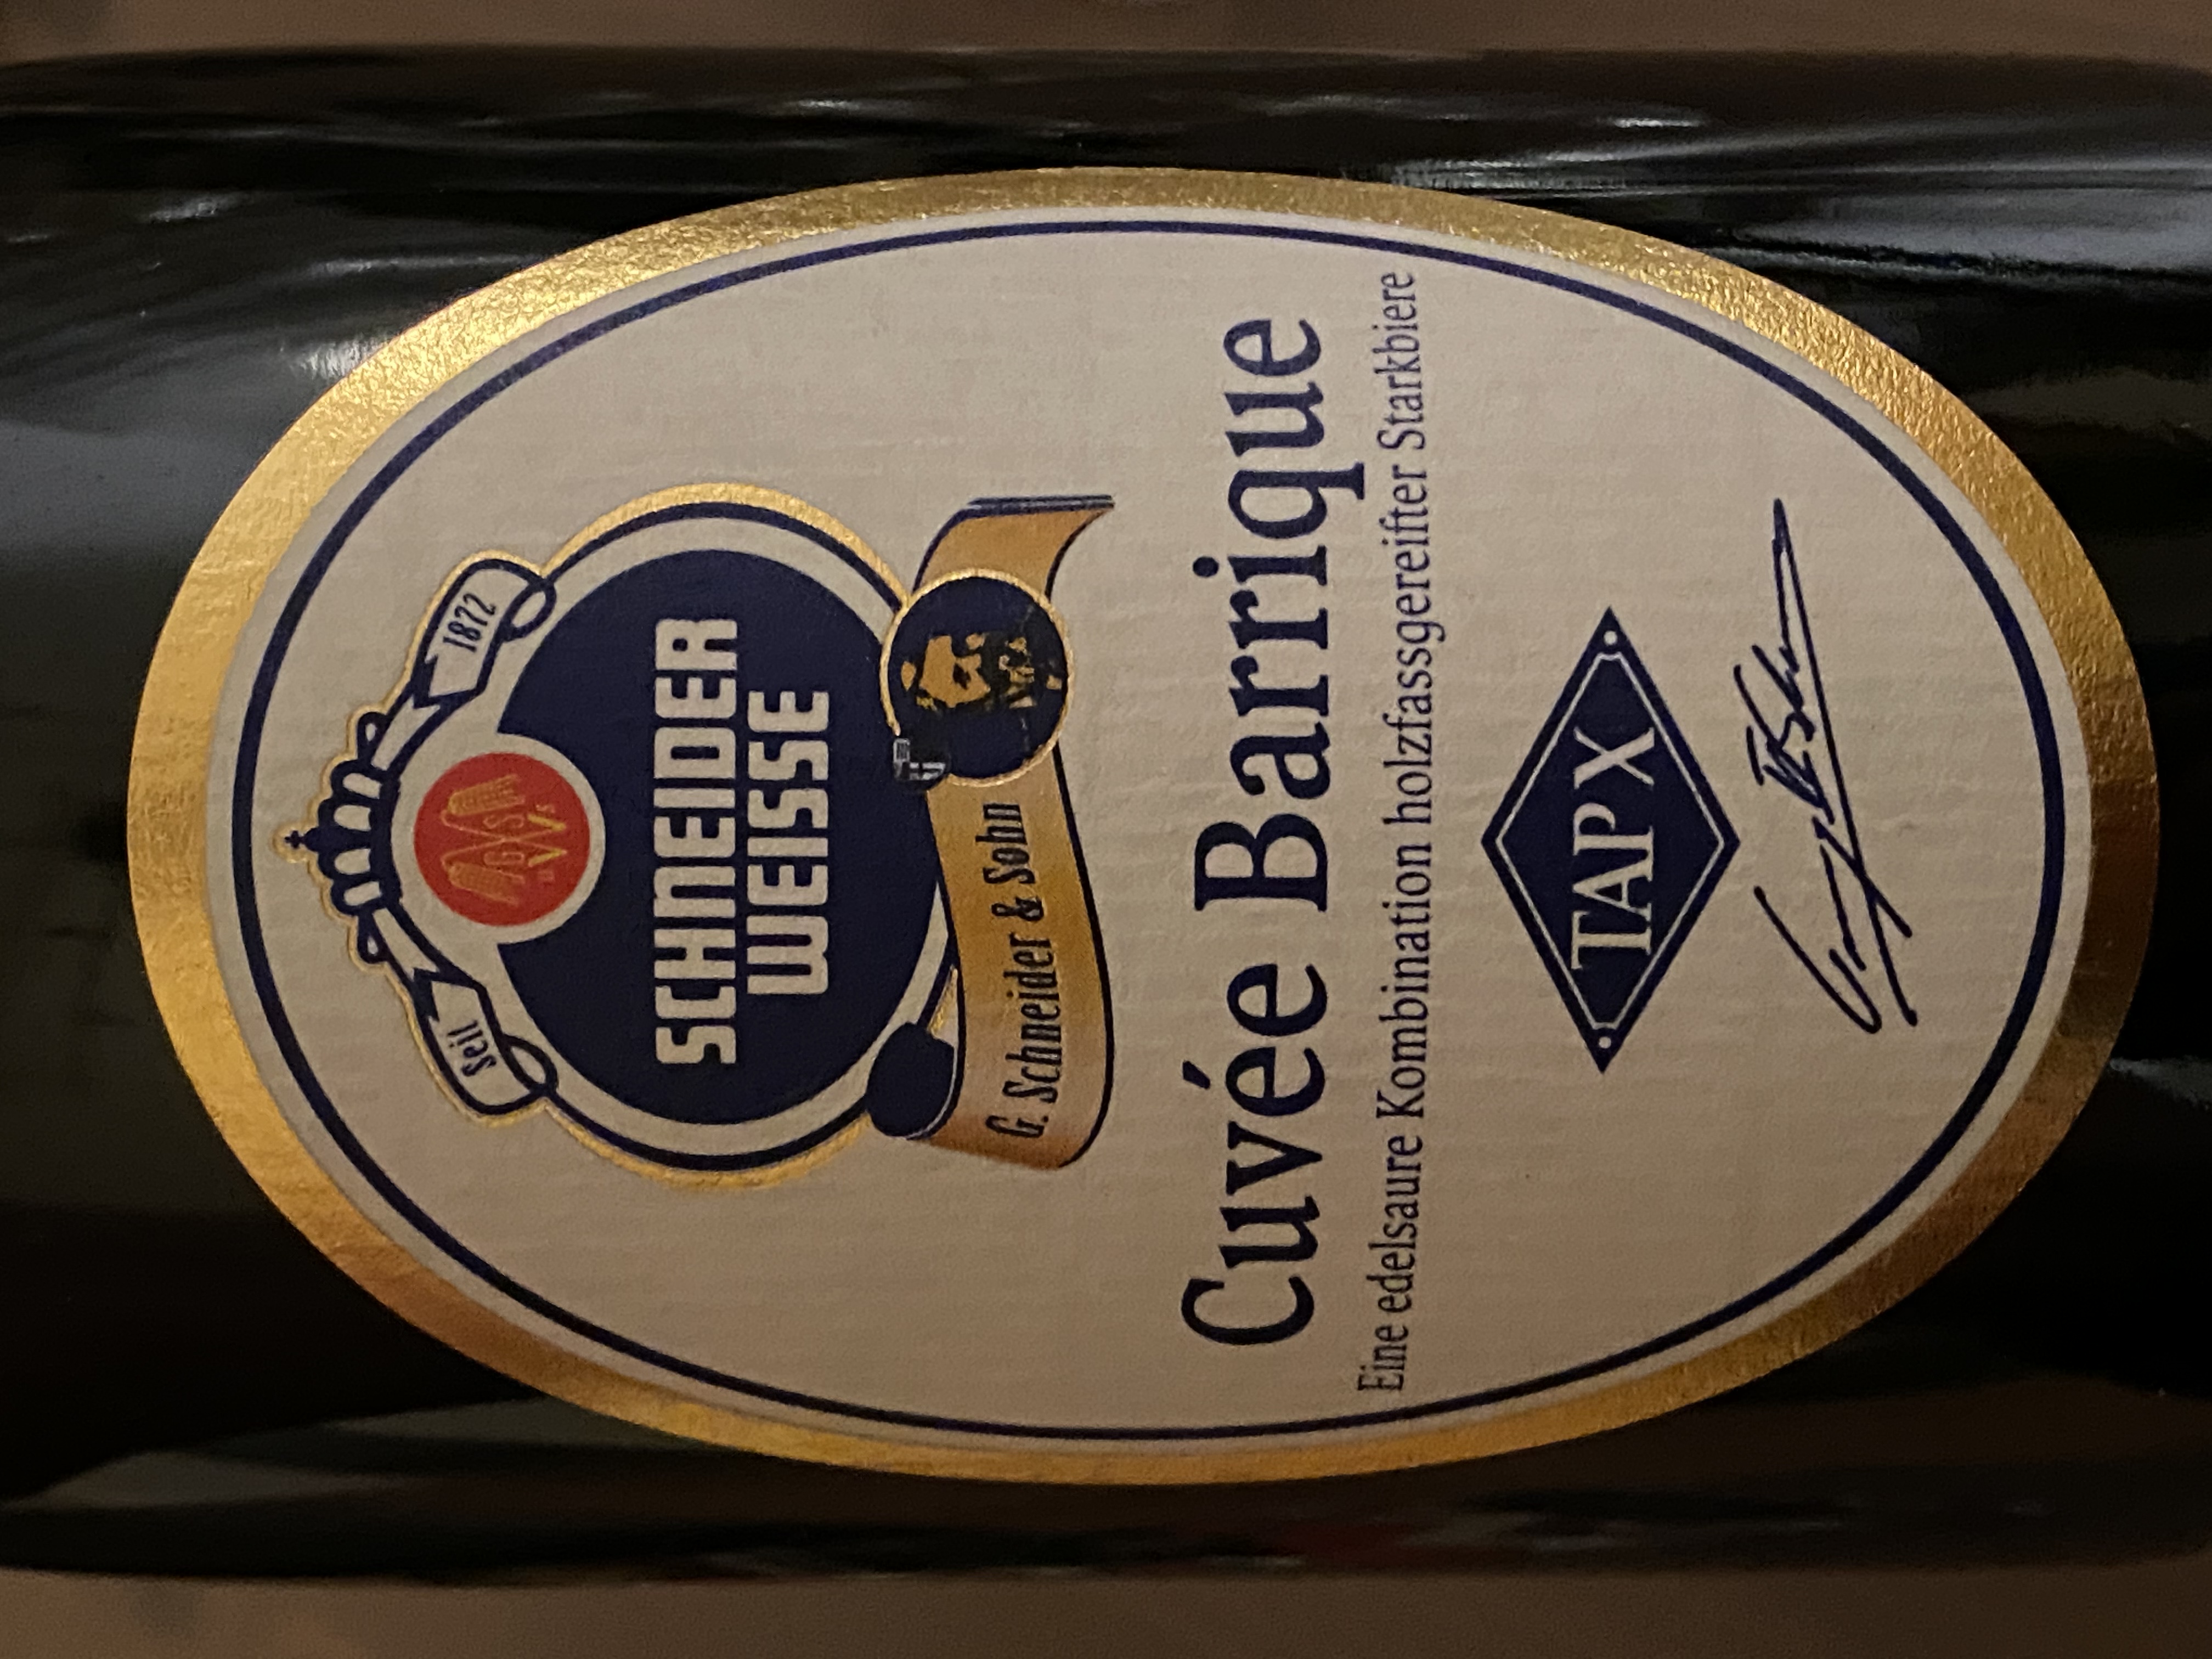 Seit 1872
SCHNEIDER
WEISSE
G. Schneider & Sohn
Cuvée Barrique
Eine edelsaure Kombination holzfassgereifter Starkbiere
TAP X